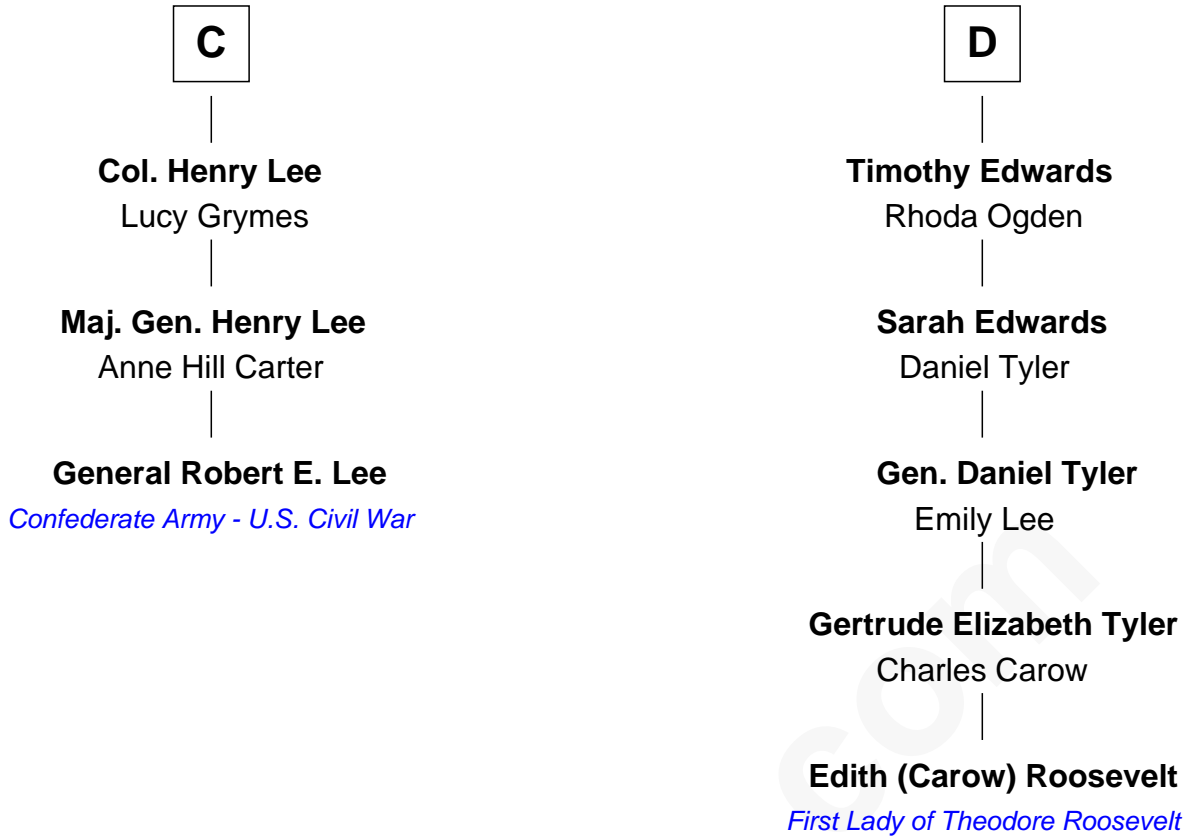 C
Col. Henry Lee
Lucy Grymes
Maj. Gen. Henry Lee
Anne Hill Carter
General Robert E. Lee
Confederate Army - U.S. Civil War
D
Timothy Edwards
Rhoda Ogden
Sarah Edwards
Daniel Tyler
Gen. Daniel Tyler
Emily Lee
Gertrude Elizabeth Tyler
Charles Carow
Edith (Carow) Roosevelt
First Lady of Theodore Roosevelt
com